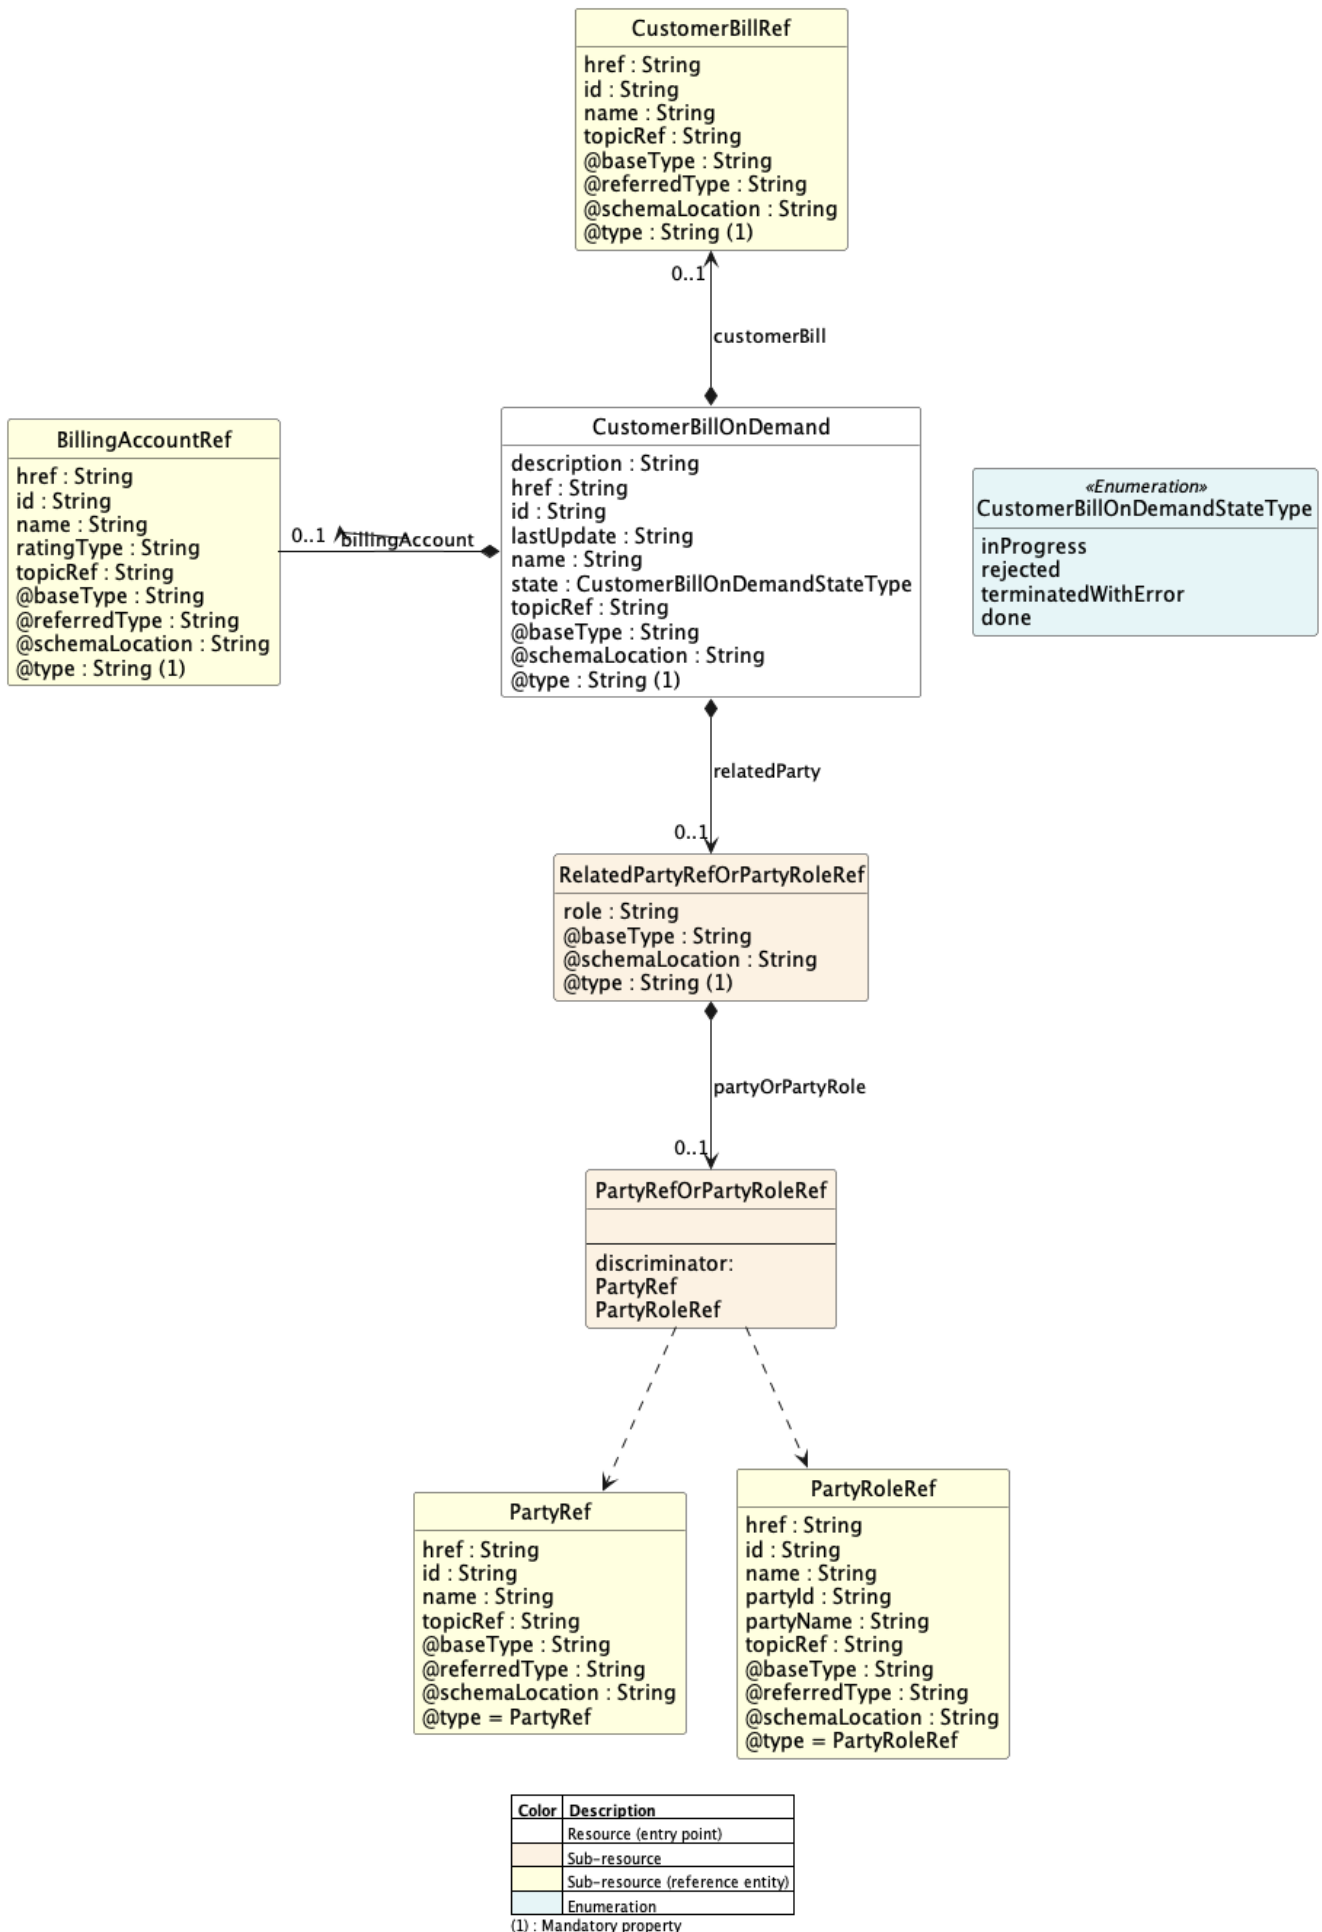 CustomerBillRef
href : String
id : String
name : String
topicRef : String
@baseType : String
@referredType : String
@schemaLocation : String
@type : String (1)
0..1
customerBill
BillingAccountRef
href : String
id : String
name : String
ratingType : String
topicRef : String
@baseType : String
@referredType : String
@schemaLocation : String
@type : String (1)
0..1
billingAccount
CustomerBillOnDemand
description : String
href : String
id : String
lastUpdate : String
name : String
state : CustomerBillOnDemandStateType
topicRef : String
@baseType : String
@schemaLocation : String
@type : String (1)
«Enumeration»
CustomerBillOnDemandStateType
inProgress
rejected
terminatedWithError
done
relatedParty
0..1
RelatedPartyRefOrPartyRoleRef
role : String
@baseType : String
@schemaLocation : String
@type : String (1)
partyOrPartyRole
0..1
PartyRefOrPartyRoleRef
discriminator:
PartyRef
PartyRoleRef
PartyRef
href : String
id : String
name : String
topicRef : String
@baseType : String
@referredType : String
@schemaLocation : String
@type = PartyRef
PartyRoleRef
href : String
id : String
name : String
partyId : String
partyName : String
topicRef : String
@baseType : String
@referredType : String
@schemaLocation : String
@type = PartyRoleRef
Color Description
Resource (entry point)
Sub-resource
Sub-resource (reference entity)
Enumeration
(1) : Mandatory property